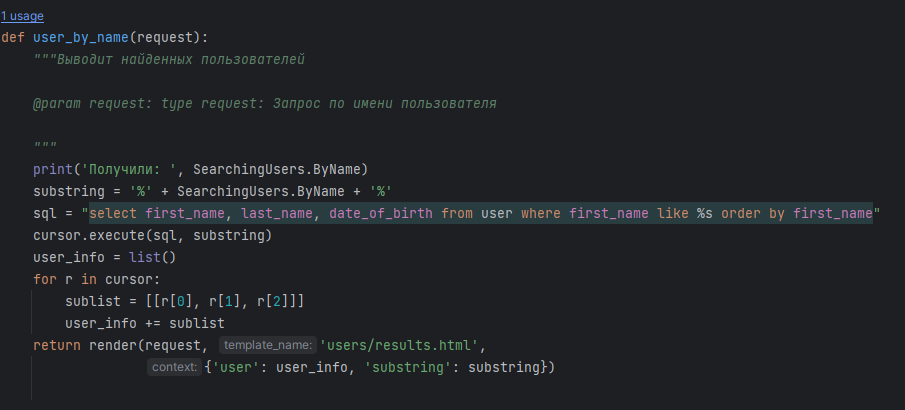 1 usage
def user_by_name(request):
"""Выводит найденных пользователей
@param request: type request: Запрос по имени пользователя
"""
print('Получили: ', SearchingUsers.ByName)
substring = '%' + SearchingUsers.ByName + '%'
sql = "select first_name, last_name, date_of_birth from user where first_name like %s order by first_name"
cursor.execute(sql, substring)
user_info = list()
for r in cursor:
sublist = [[r[0], r[1], r[2]]]
user_info += sublist
return render(request, template_name: 'users/results.html',
context: {'user': user_info, 'substring': substring})